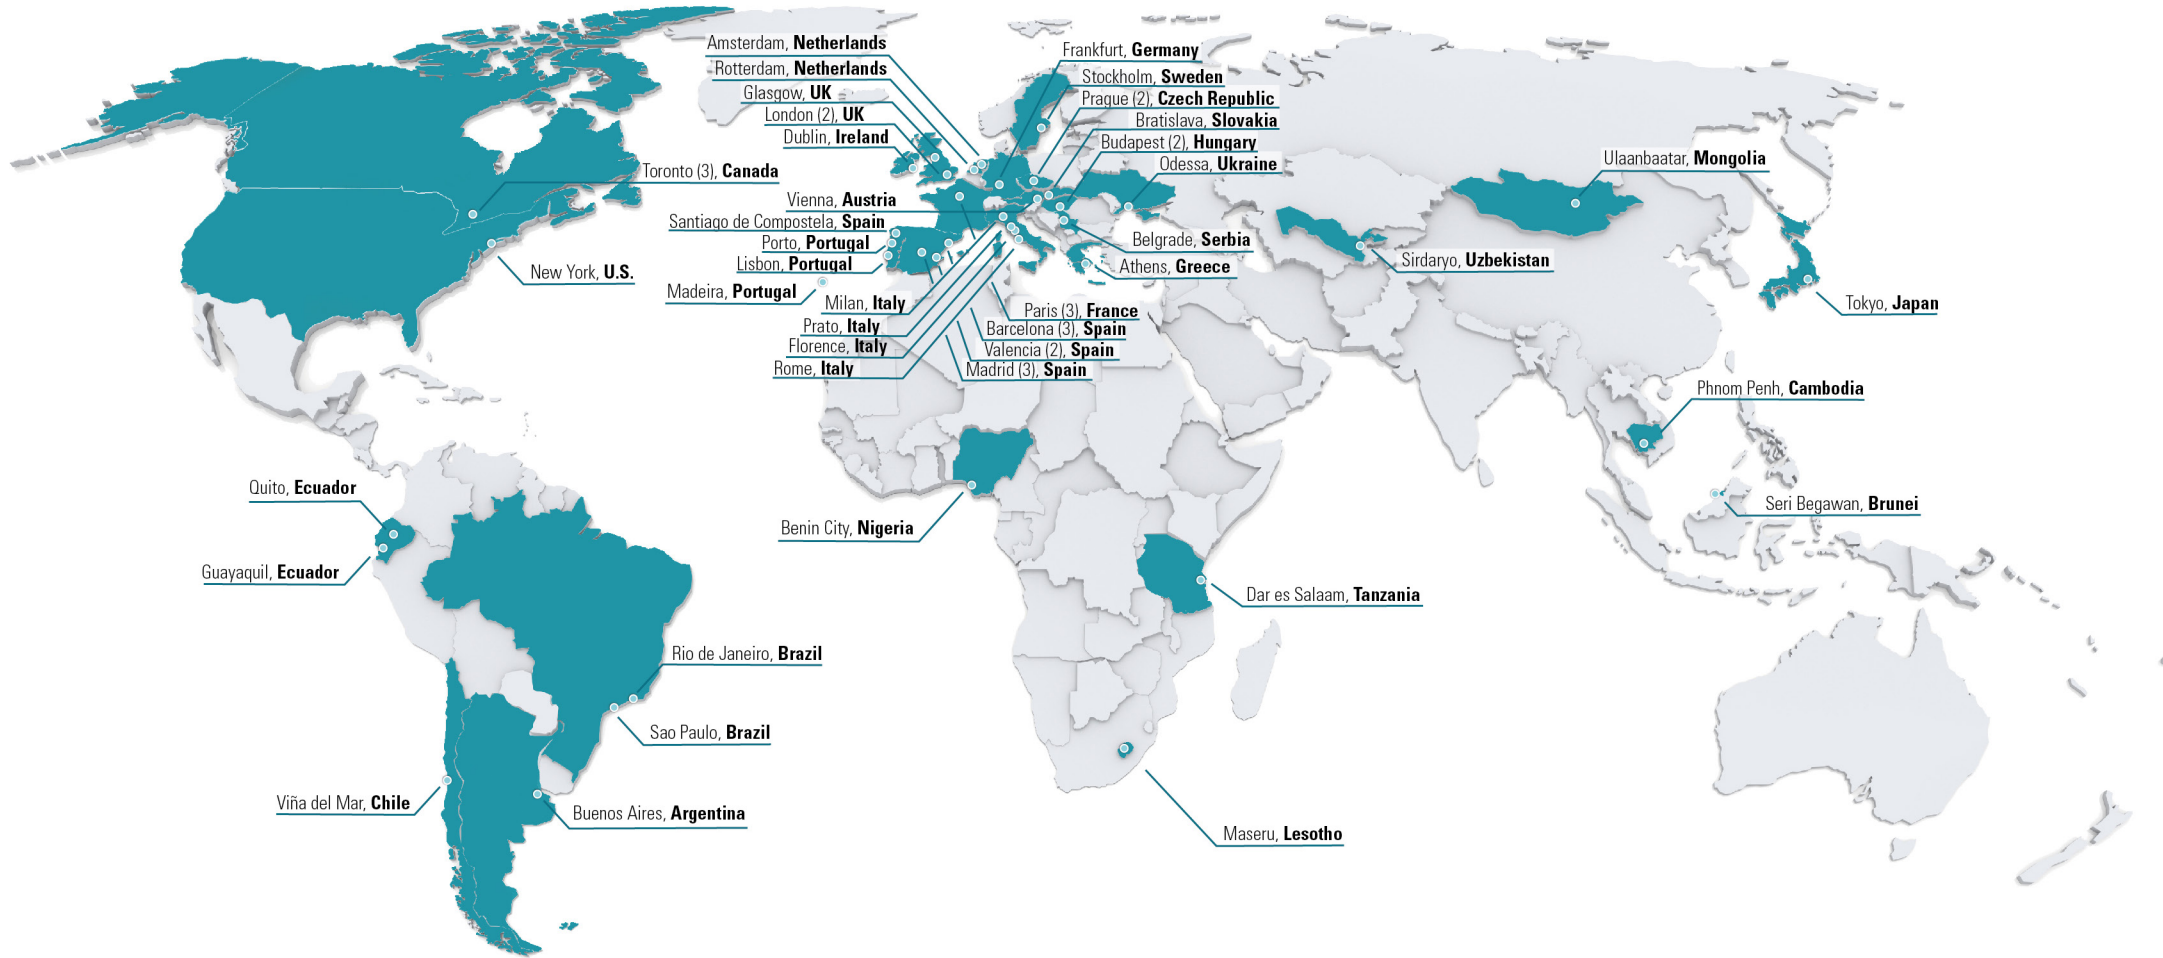 Amsterdam, Netherlands
Rotterdam, Netherlands
Glasgow, UK
London (2), UK
Dublin, Ireland
Toronto (3), Canada
Vienna, Austria
Santiago de Compostela, Spain
Porto, Portugal
Lisbon, Portugal
Madeira, Portugal
New York, U.S.
Milan, Italy
Prato, Italy
Florence, Italy
Rome, Italy
Frankfurt, Germany
Stockholm, Sweden
Prague (2), Czech Republic
Bratislava, Slovakia
Budapest (2), Hungary
Odessa, Ukraine
Belgrade, Serbia
Athens, Greece
Paris (3), France
Barcelona (3), Spain
Valencia (2), Spain
Madrid (3), Spain
Ulaanbaatar, Mongolia
Sirdaryo, Uzbekistan
Tokyo, Japan
Phnom Penh, Cambodia
Seri Begawan, Brunei
Quito, Ecuador
Guayaquil, Ecuador
Benin City, Nigeria
Dar es Salaam, Tanzania
Rio de Janeiro, Brazil
Sao Paulo, Brazil
Viña del Mar, Chile
Buenos Aires, Argentina
Maseru, Lesotho